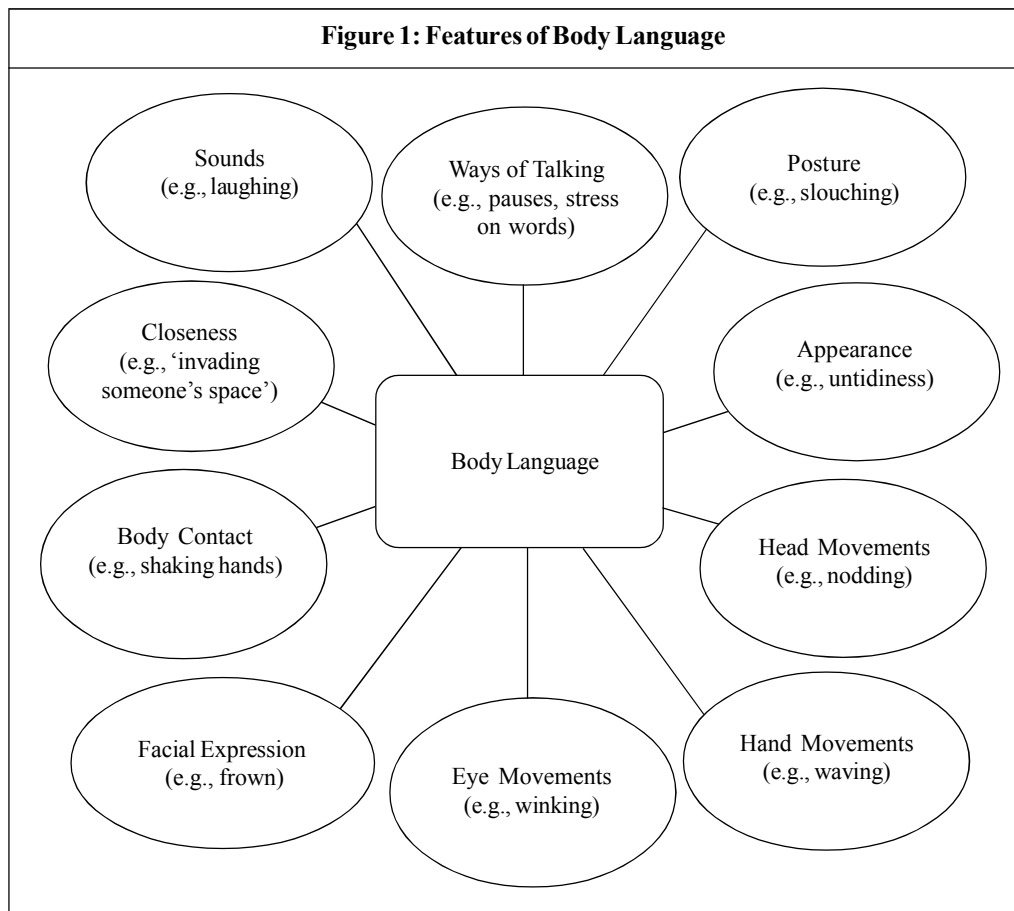 Figure 1: Features of Body Language
Sounds
(e.g., laughing)
Ways of Talking
(e.g., pauses, stress
on words)
Posture
(e.g., slouching)
Closeness
(e.g., ‘invading
someone’s space’)
Appearance
(e.g., untidiness)
Body Language
Body Contact
(e.g., shaking hands)
Head Movements
(e.g., nodding)
Facial Expression
(e.g., frown)
Eye Movements
(e.g., winking)
Hand Movements
(e.g., waving)